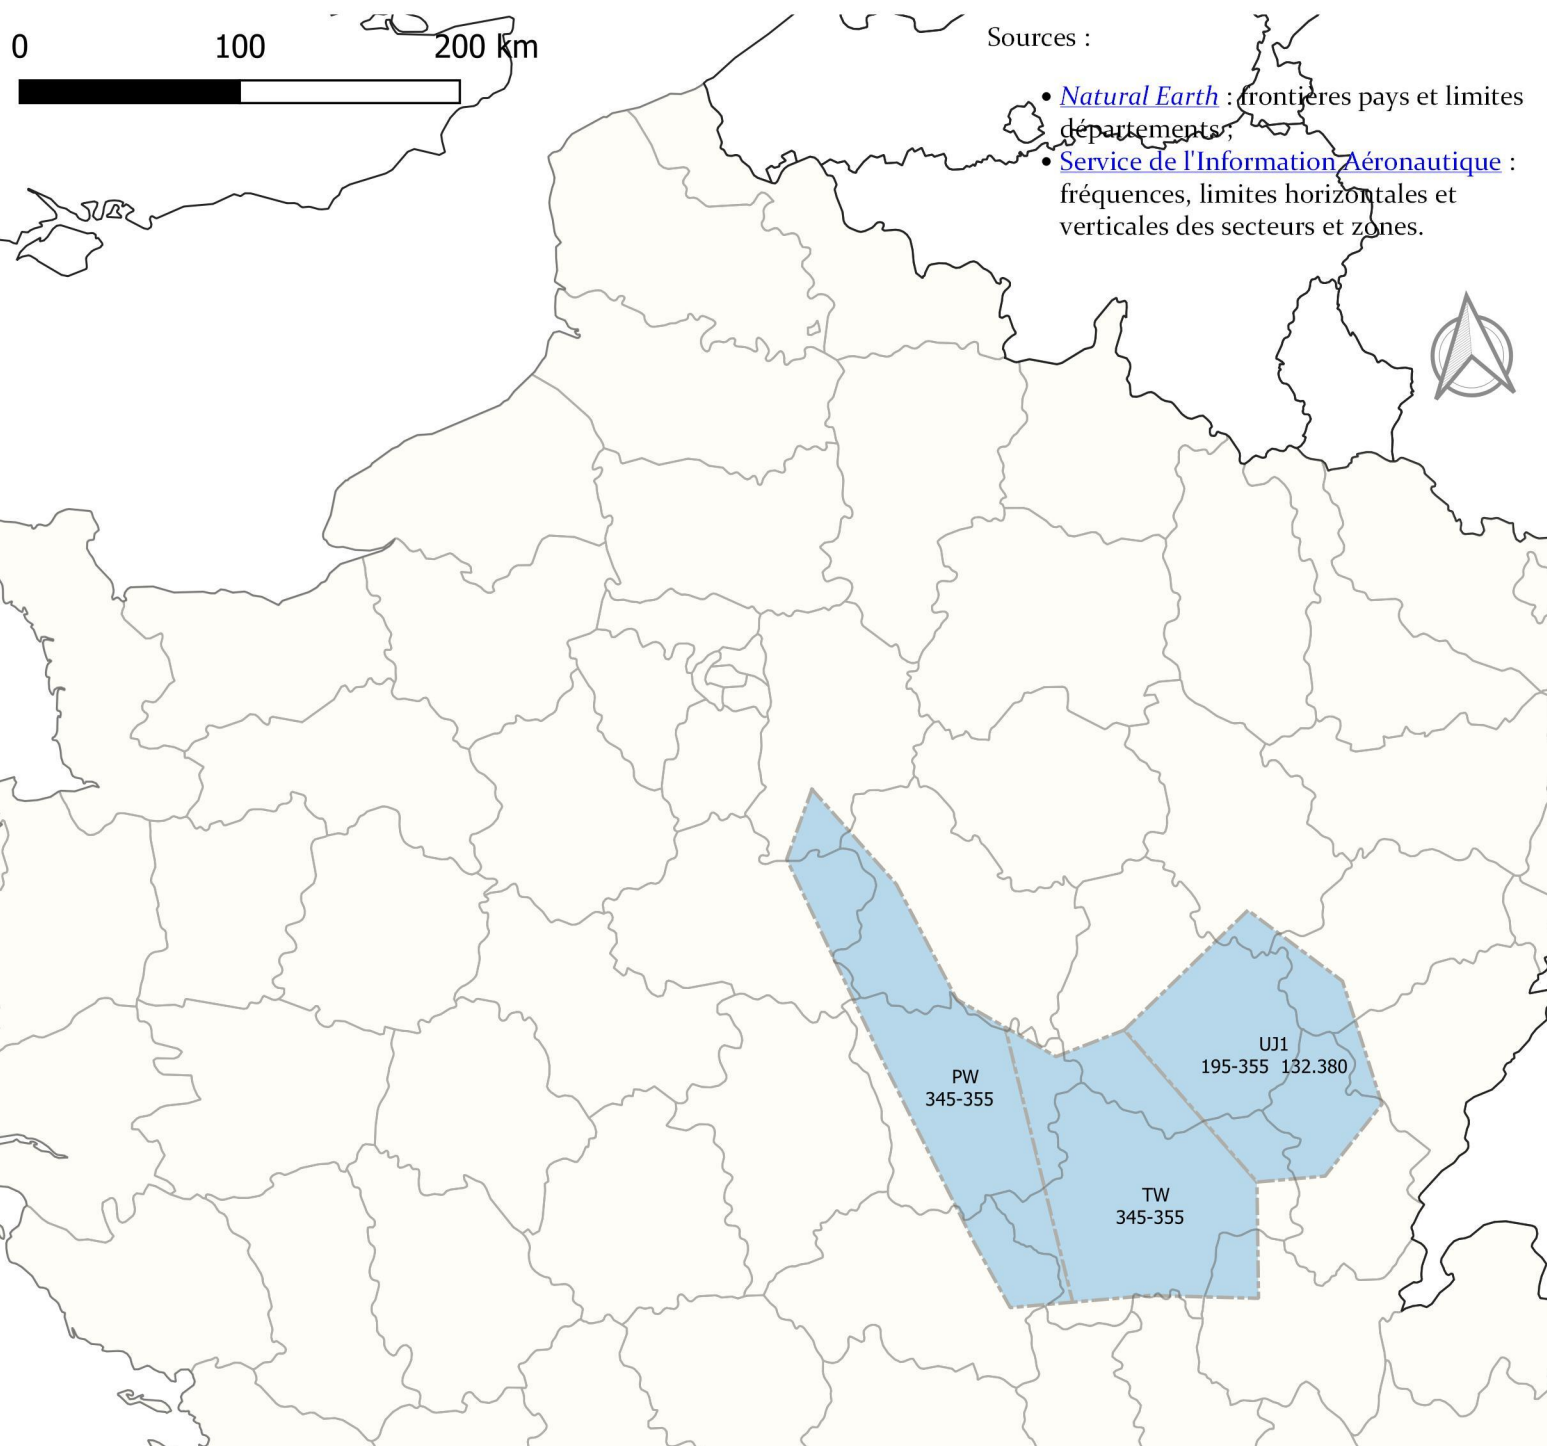 0 100 200 km
Sources :
• Natural Earth : frontières pays et limites
départements ;
• Service de l'Information Aéronautique :
fréquences, limites horizontales et
verticales des secteurs et zones.
UJ1
195-355 132.380
PW
345-355
TW
345-355